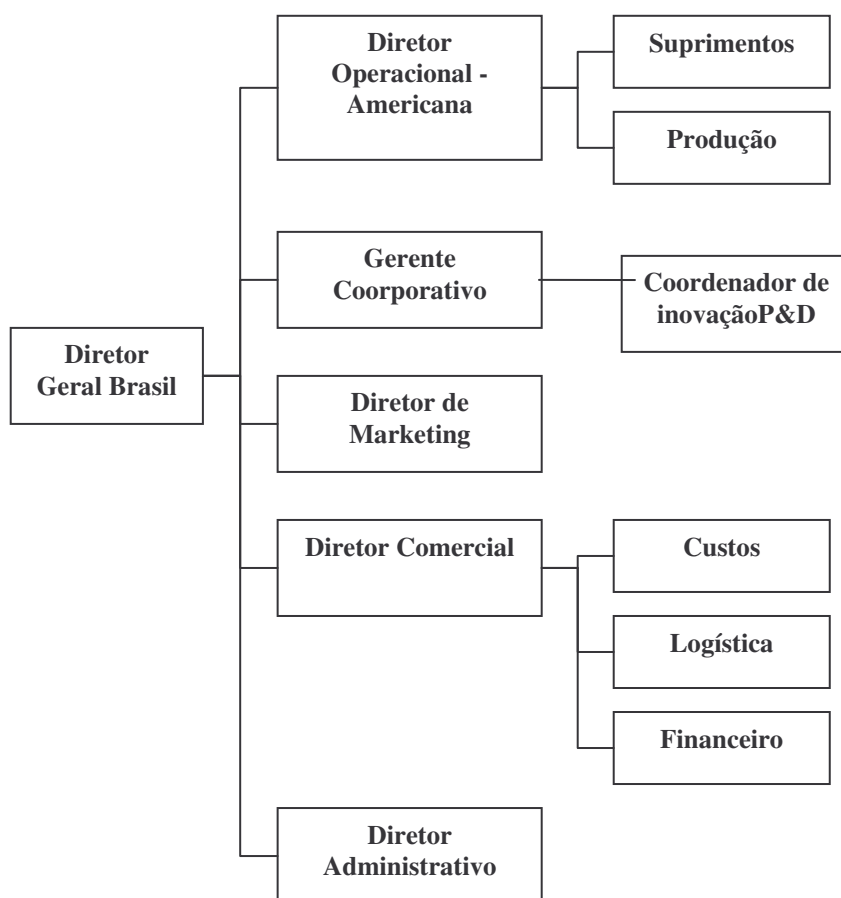 Diretor
Operacional -
Americana
Suprimentos
Produção
Gerente
Coorporativo
Coordenador de
inovaçãoP&D
Diretor
Geral Brasil
Diretor de
Marketing
Diretor Comercial
Custos
Logística
Financeiro
Diretor
Administrativo